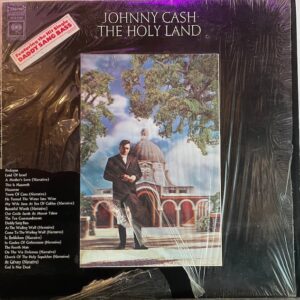 JOHNNY CASH
THE HOLY LAND
Featuring the Hit Single
DADDY SANG BASS
Prologue
Land Of Israel
A Mother's Love (Narrative)
This Is Nazareth
Nazarene
Town Of Cana (Narrative)
He Turned The Water Into Wine
My Wife June At Sea Of Galilee (Narrative)
Beautiful Words (Narrative)
Our Guide Jacob At Mount Tabor
The Ten Commandments
Daddy Sang Bass
At The Wailing Wall (Narrative)
Come To The Wailing Wall (Narrative)
In Bethlehem (Narrative)
In Garden Of Gethsemane (Narrative)
The Fourth Man
On The Via Dolorosa (Narrative)
Church Of The Holy Sepulchre (Narrative)
At Calvary (Narrative)
God Is Not Dead